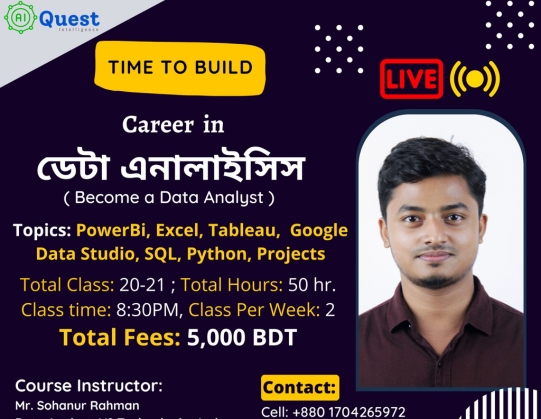 AI Quest
Intelligence
TIME TO BUILD
LIVE
Career in
ডেটা এনালাইসিস
( Become a Data Analyst )
Topics: PowerBi, Excel, Tableau, Google
Data Studio, SQL, Python, Projects
Total Class: 20-21 ; Total Hours: 50 hr.
Class time: 8:30PM, Class Per Week: 2
Total Fees: 5,000 BDT
Course Instructor:
Mr. Sohanur Rahman
Contact:
Cell: +880 1704265972